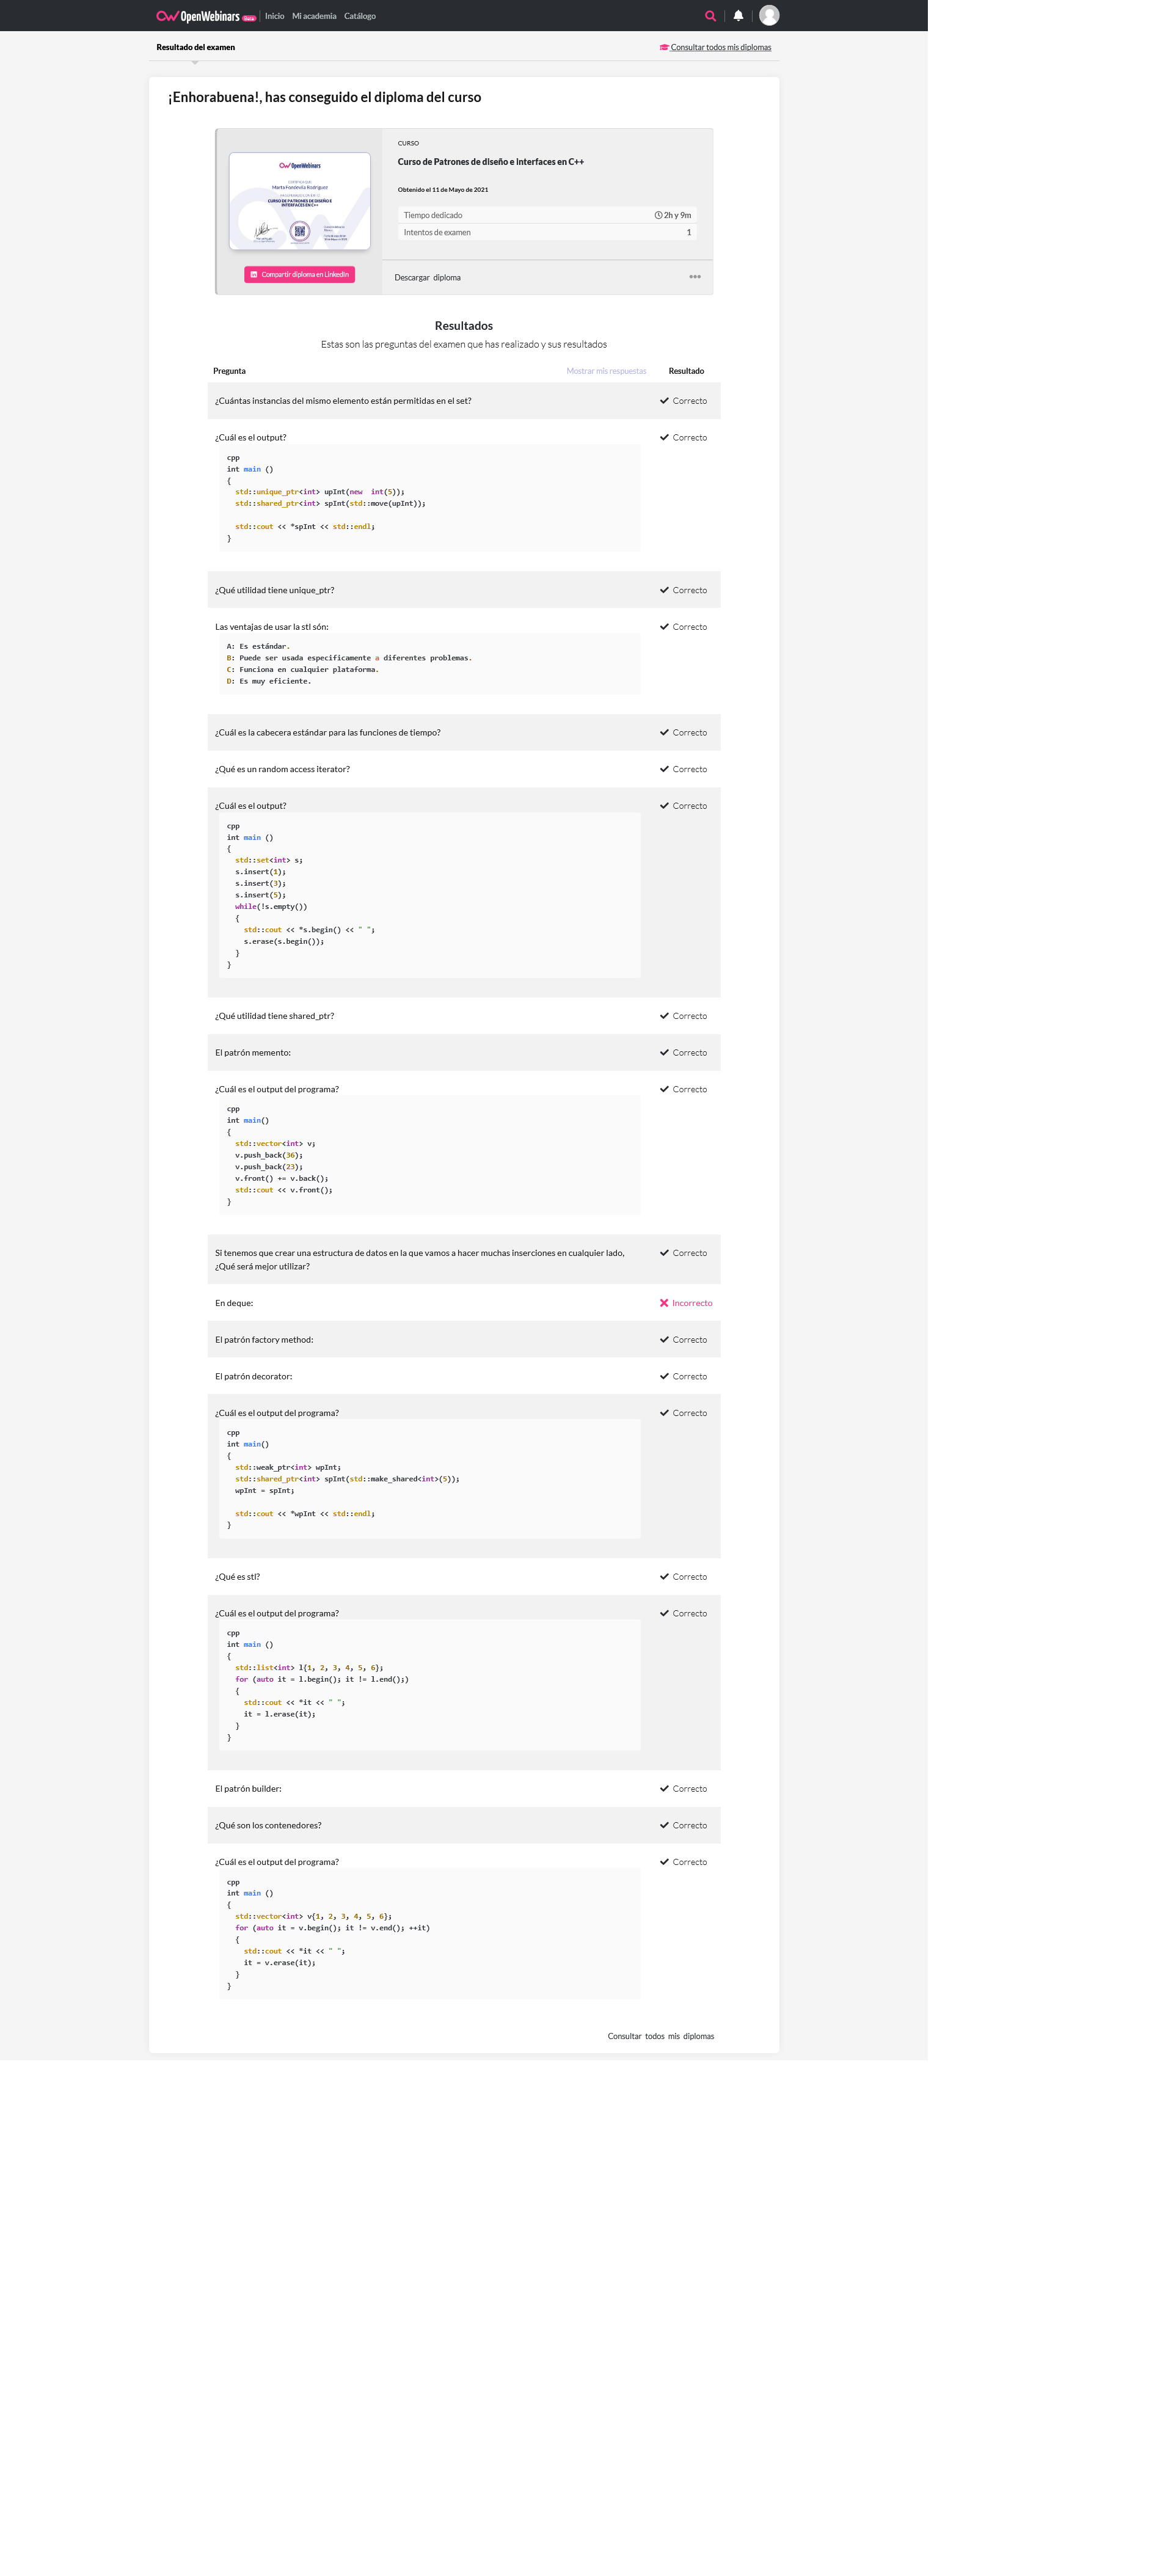 OpenWebinars Beta Inicio Mi academia Catálogo
Resultado del examen Consultar todos mis diplomas
¡Enhorabuena!, has conseguido el diploma del curso
OpenWebinars
Marta Fondevila Rodríguez
CURSO DE PATRONES DE DISEÑO E
INTERFACES EN C++
Compartir diploma en LinkedIn
CURSO
Curso de Patrones de diseño e interfaces en C++
Obtenido el 11 de Mayo de 2021
Tiempo dedicado 2h y 9m
Intentos de examen 1
Descargar diploma
Resultados
Estas son las preguntas del examen que has realizado y sus resultados
Pregunta Mostrar mis respuestas Resultado
¿Cuántas instancias del mismo elemento están permitidas en el set? Correcto
¿Cuál es el output? Correcto
cpp
int main ()
{
std::unique_ptr<int> upInt(new  int(5));
std::shared_ptr<int> spInt(std::move(upInt));
std::cout << *spInt << std::endl;
}
¿Qué utilidad tiene unique_ptr? Correcto
Las ventajas de usar la stl són: Correcto
A: Es estándar.
B: Puede ser usada especificamente a diferentes problemas.
C: Funciona en cualquier plataforma.
D: Es muy eficiente.
¿Cuál es la cabecera estándar para las funciones de tiempo? Correcto
¿Qué es un random access iterator? Correcto
¿Cuál es el output? Correcto
cpp
int main ()
{
std::set<int> s;
s.insert(1);
s.insert(3);
s.insert(5);
while(!s.empty())
{
std::cout << *s.begin() << " ";
s.erase(s.begin());
}
}
¿Qué utilidad tiene shared_ptr? Correcto
El patrón memento: Correcto
¿Cuál es el output del programa? Correcto
cpp
int main()
{
std::vector<int> v;
v.push_back(36);
v.push_back(23);
v.front() += v.back();
std::cout << v.front();
}
Si tenemos que crear una estructura de datos en la que vamos a hacer muchas inserciones en cualquier lado, Correcto
¿Qué será mejor utilizar?
En deque: Incorrecto
El patrón factory method: Correcto
El patrón decorator: Correcto
¿Cuál es el output del programa? Correcto
cpp
int main()
{
std::weak_ptr<int> wpInt;
std::shared_ptr<int> spInt(std::make_shared<int>(5));
wpInt = spInt;
std::cout << *wpInt << std::endl;
}
¿Qué es stl? Correcto
¿Cuál es el output del programa? Correcto
cpp
int main ()
{
std::list<int> l{1, 2, 3, 4, 5, 6};
for (auto it = l.begin(); it != l.end();)
{
std::cout << *it << " ";
it = l.erase(it);
}
}
El patrón builder: Correcto
¿Qué son los contenedores? Correcto
¿Cuál es el output del programa? Correcto
cpp
int main ()
{
std::vector<int> v{1, 2, 3, 4, 5, 6};
for (auto it = v.begin(); it != v.end(); ++it)
{
std::cout << *it << " ";
it = v.erase(it);
}
}
Consultar todos mis diplomas